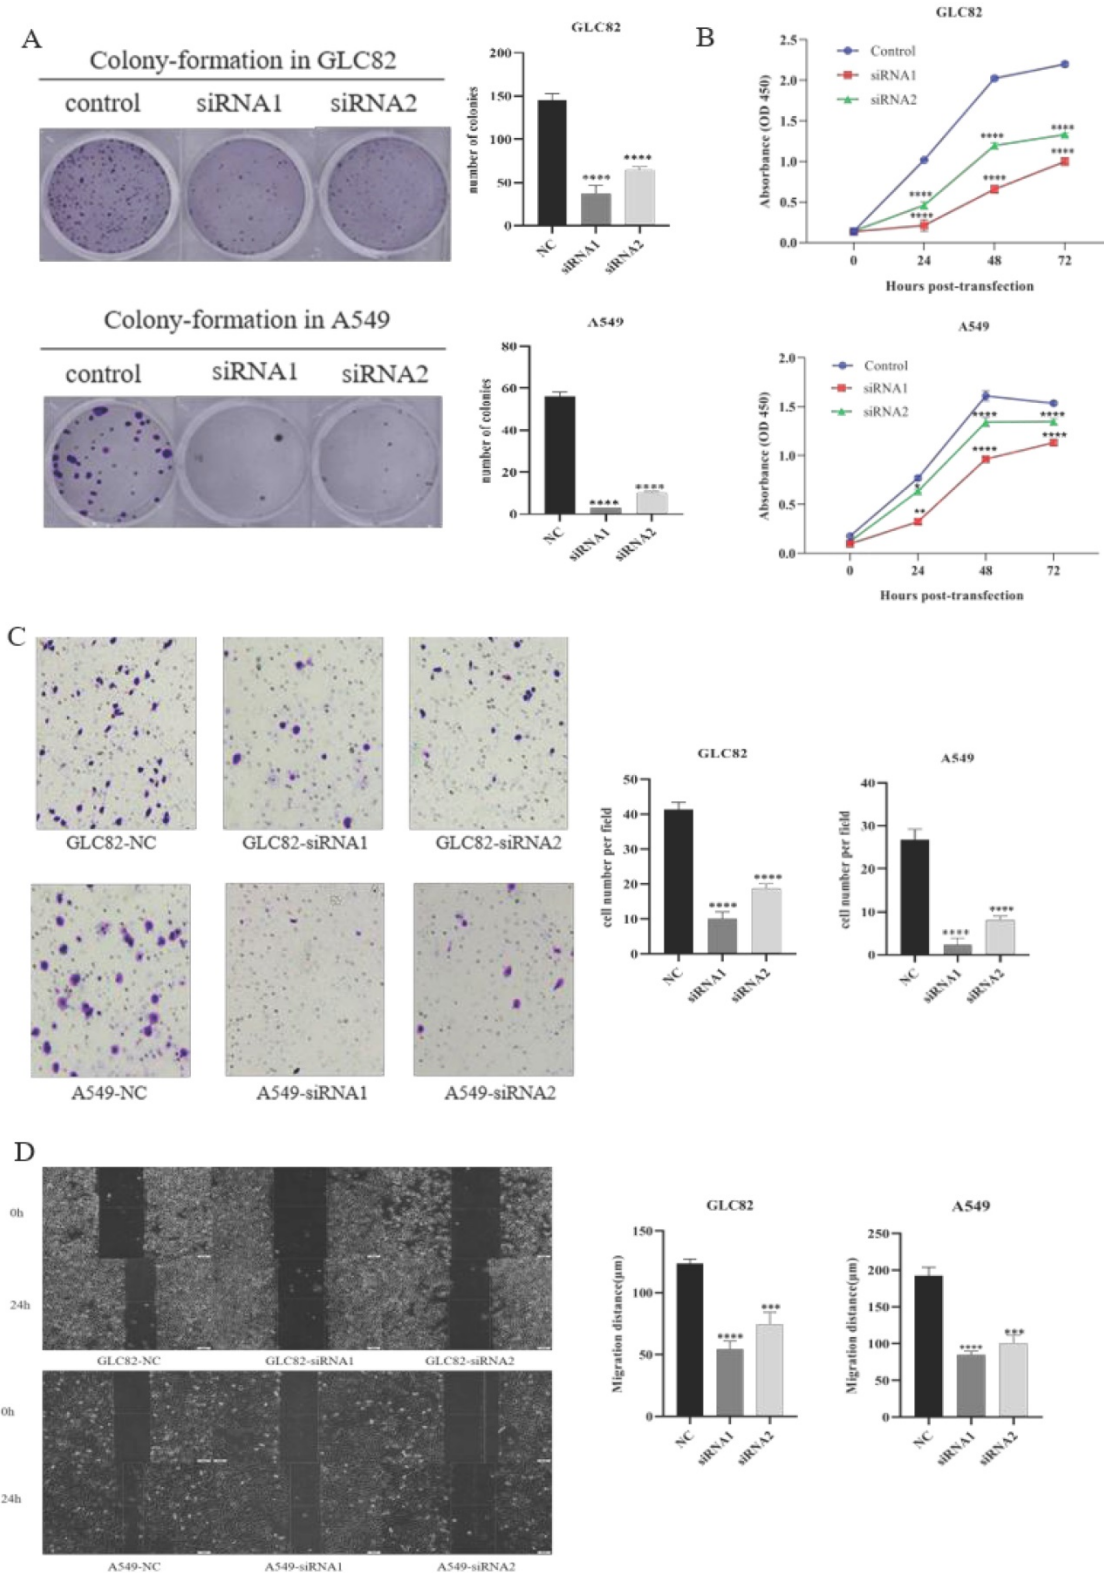 A
Colony-formation in GLC82
control siRNA1 siRNA2
GLC82
200
150
100
50
0
number of colonies
****
****
NC siRNA1 siRNA2
B
GLC82
Control
siRNA1
siRNA2
2.5
2.0
1.5
1.0
0.5
0.0
Absorbance (OD 450)
****
****
****
****
****
****
0 24 48 72
Hours post-transfection
Colony-formation in A549
control siRNA1 siRNA2
A549
80
60
40
20
0
number of colonies
****
****
NC siRNA1 siRNA2
A549
Control
siRNA1
siRNA2
2.0
1.5
1.0
0.5
0.0
Absorbance (OD 450)
*
**
****
****
****
****
0 24 48 72
Hours post-transfection
C
GLC82-NC GLC82-siRNA1 GLC82-siRNA2
A549-NC A549-siRNA1 A549-siRNA2
GLC82
50
40
30
20
10
0
cell number per field
****
****
NC siRNA1 siRNA2
A549
40
30
20
10
0
cell number per field
****
****
NC siRNA1 siRNA2
D
0h
24h
GLC82-NC GLC82-siRNA1 GLC82-siRNA2
0h
24h
A549-NC A549-siRNA1 A549-siRNA2
GLC82
150
100
50
0
Migration distance(μm)
****
***
NC siRNA1 siRNA2
A549
250
200
150
100
50
0
Migration distance(μm)
****
***
NC siRNA1 siRNA2